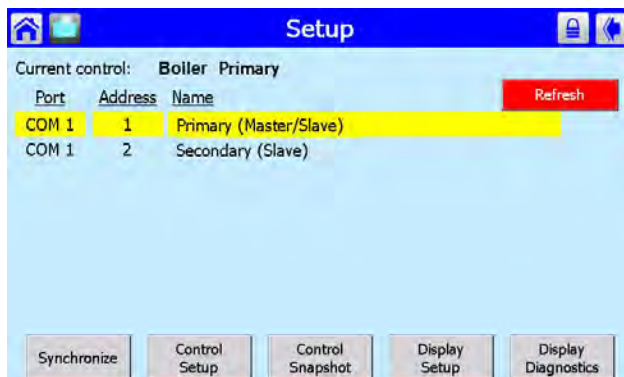 Setup
Current control: Boiler Primary
Port Address Name
Refresh
COM 1 1 Primary (Master/Slave)
COM 1 2 Secondary (Slave)
Synchronize
Control
Setup
Control
Snapshot
Display
Setup
Display
Diagnostics